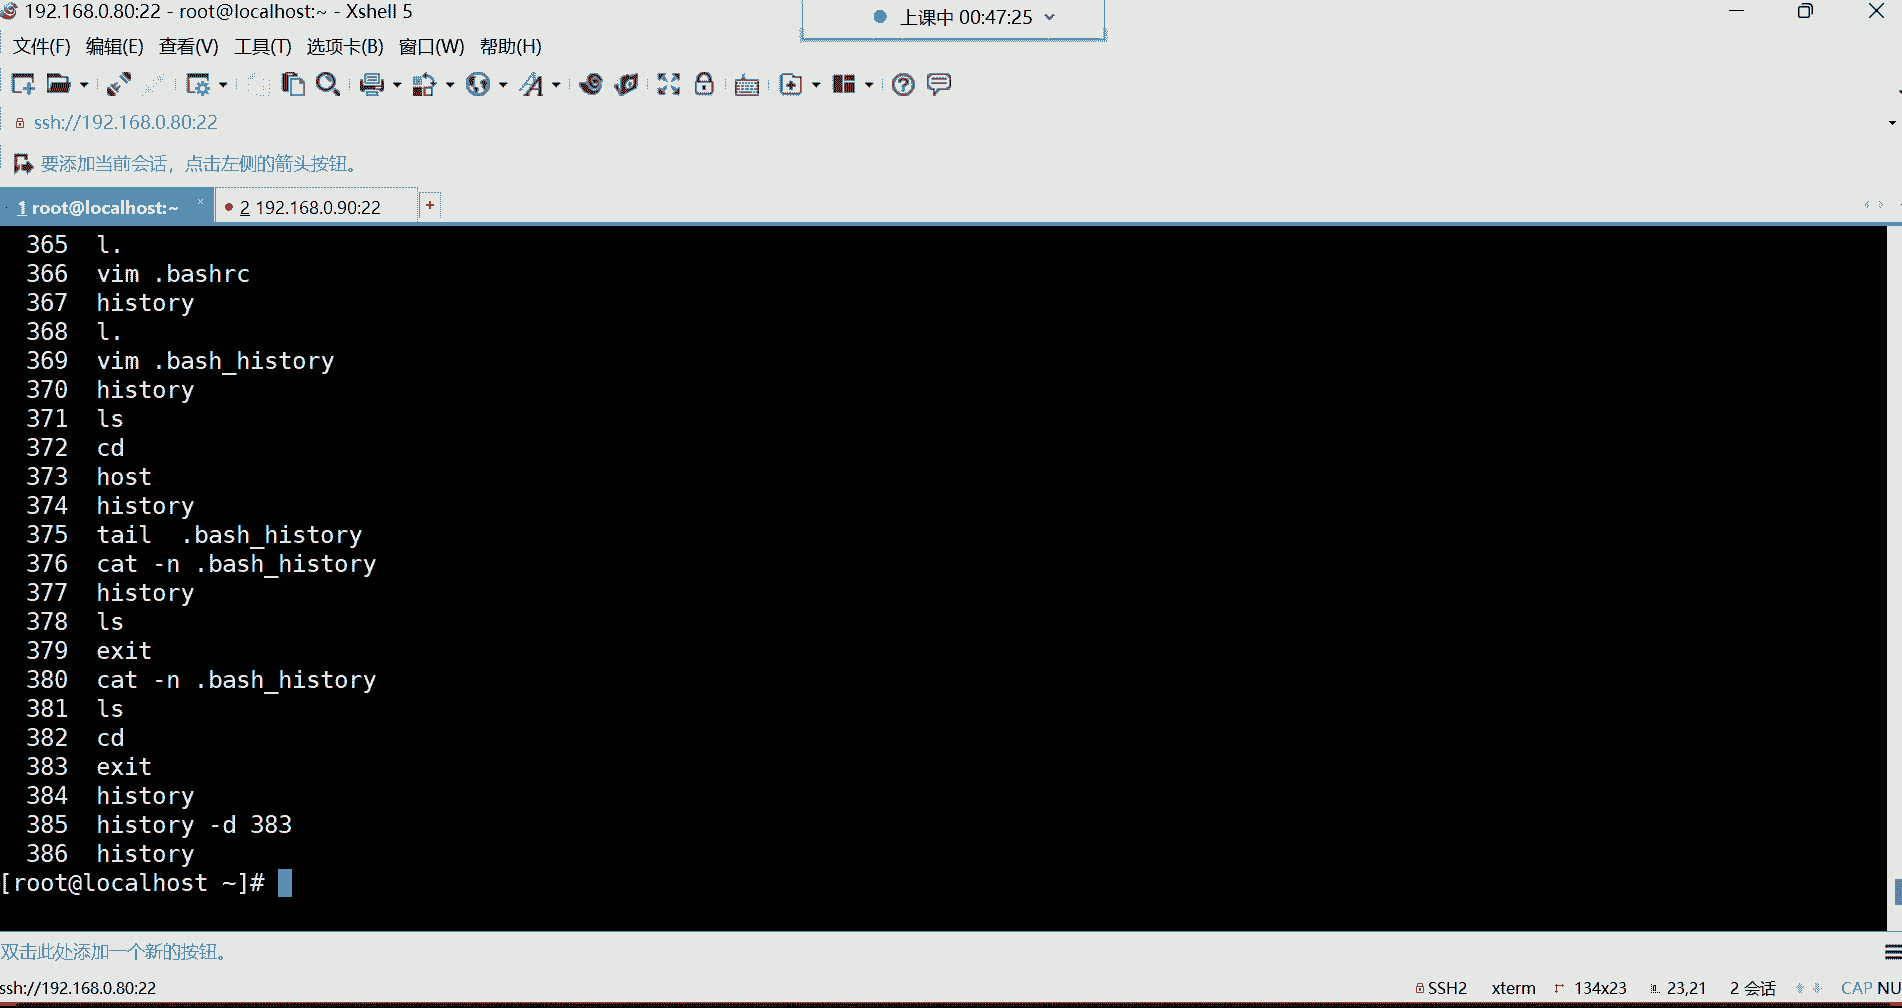 192.168.0.80:22 - root@localhost:~ - Xshell 5
上课中 00:47:25
文件(F) 编辑(E) 查看(V) 工具(T) 选项卡(B) 窗口(W) 帮助(H)
ssh://192.168.0.80:22
要添加当前会话，点击左侧的箭头按钮。
1 root@localhost:~ × 2 192.168.0.90:22 +
365 l.
366 vim .bashrc
367 history
368 l.
369 vim .bash_history
370 history
371 ls
372 cd
373 host
374 history
375 tail  .bash_history
376 cat -n .bash_history
377 history
378 ls
379 exit
380 cat -n .bash_history
381 ls
382 cd
383 exit
384 history
385 history -d 383
386 history
[root@localhost ~]#
双击此处添加一个新的按钮。
ssh://192.168.0.80:22 SSH2 xterm 134x23 23,21 2 会话 CAP NU